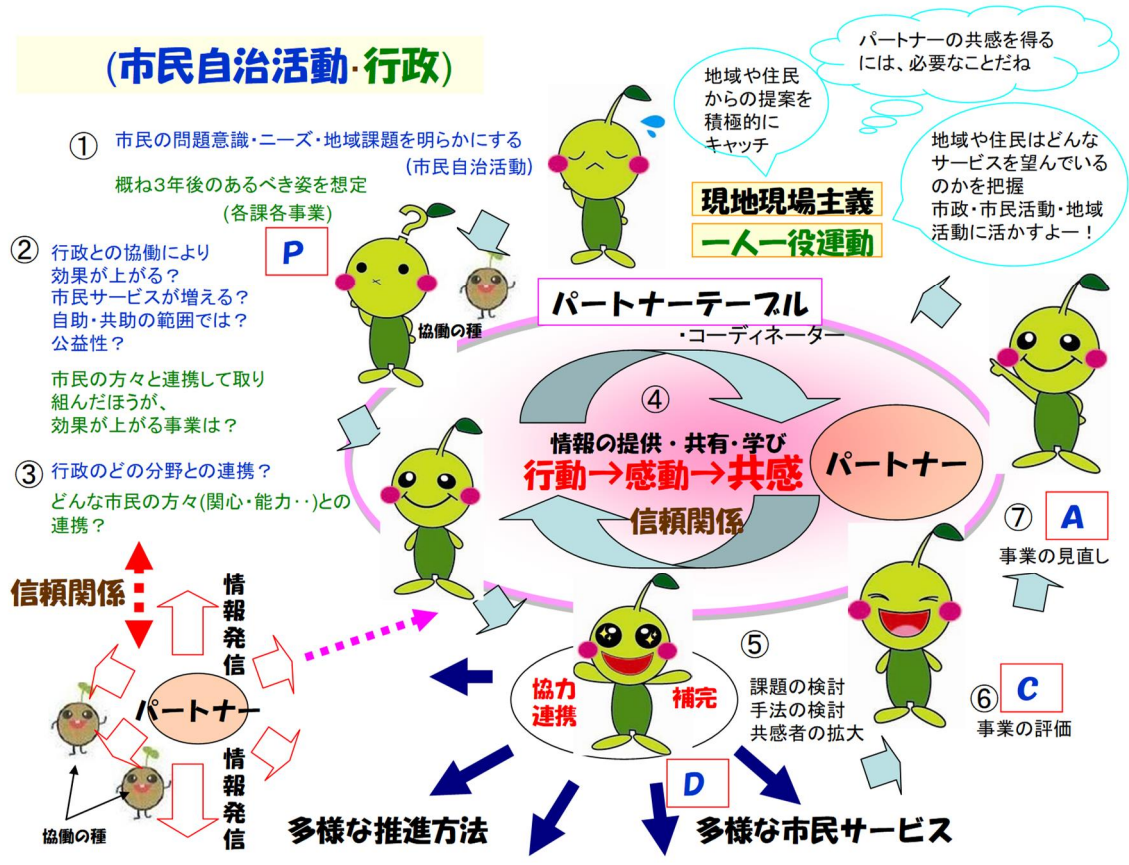 (市民自治活動・行政)
パートナーの共感を得る
には、必要なことだね
地域や住民
からの提案を
積極的に
キャッチ
地域や住民はどんな
サービスを望んでいる
のかを把握
市政・市民活動・地域
活動に活かすよー！
① 市民の問題意識・ニーズ・地域課題を明らかにする
(市民自治活動)
概ね3年後のあるべき姿を想定
(各課各事業)
現地現場主義
一人一役運動
P
② 行政との協働により
効果が上がる？
市民サービスが増える？
自助・共助の範囲では？
公益性？
市民の方々と連携して取り
組んだほうが、
効果が上がる事業は？
協働の種
パートナーテーブル
・コーディネーター
④
情報の提供・共有・学び
行動→感動→共感
信頼関係
パートナー
③ 行政のどの分野との連携？
どんな市民の方々(関心・能力‥)との
連携？
⑦ A
事業の見直し
信頼関係
情報発信
パートナー
情報発信
協働の種
協力
連携
補完
⑤
課題の検討
手法の検討
共感者の拡大
⑥ C
事業の評価
D
多様な推進方法
多様な市民サービス